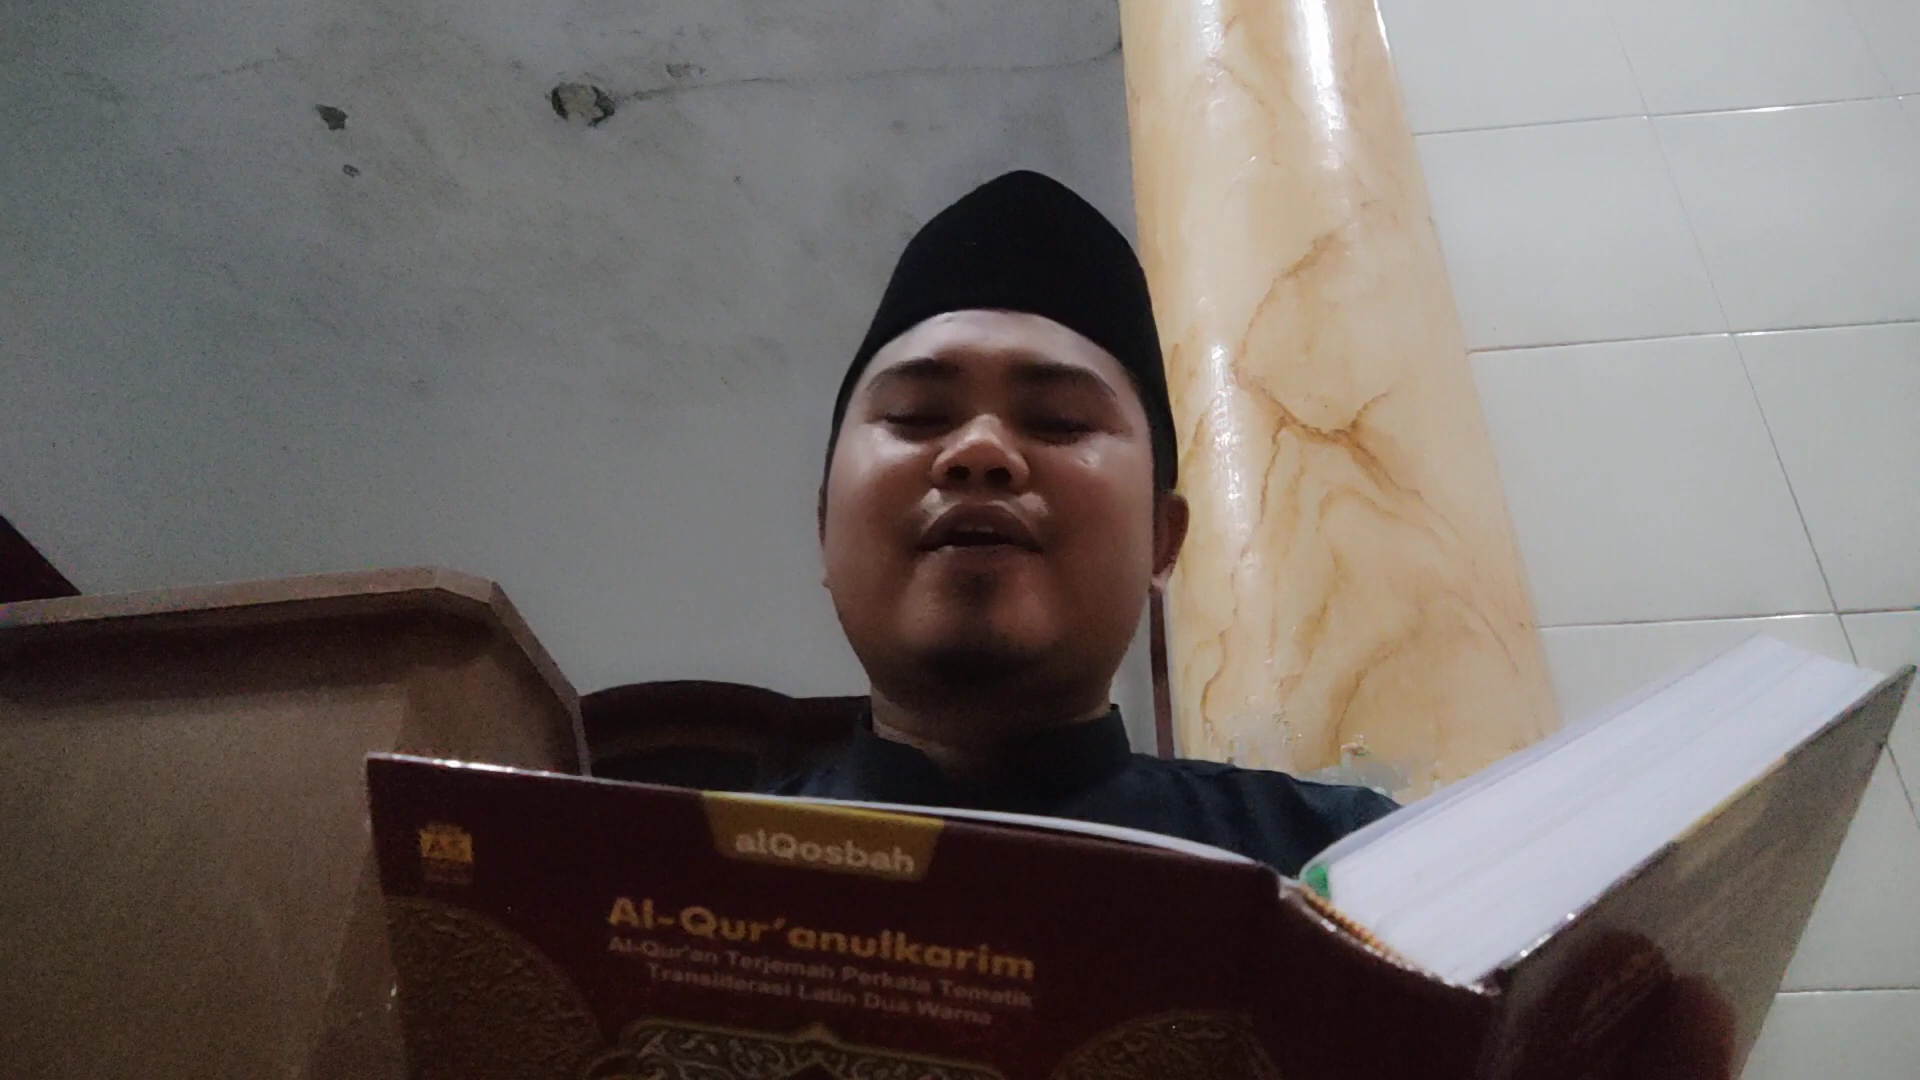 alQosbah
Al-Qur'anulkarim
Al-Qur'an Terjemah Perkata Tematik
Transliterasi Latin Dua Warna